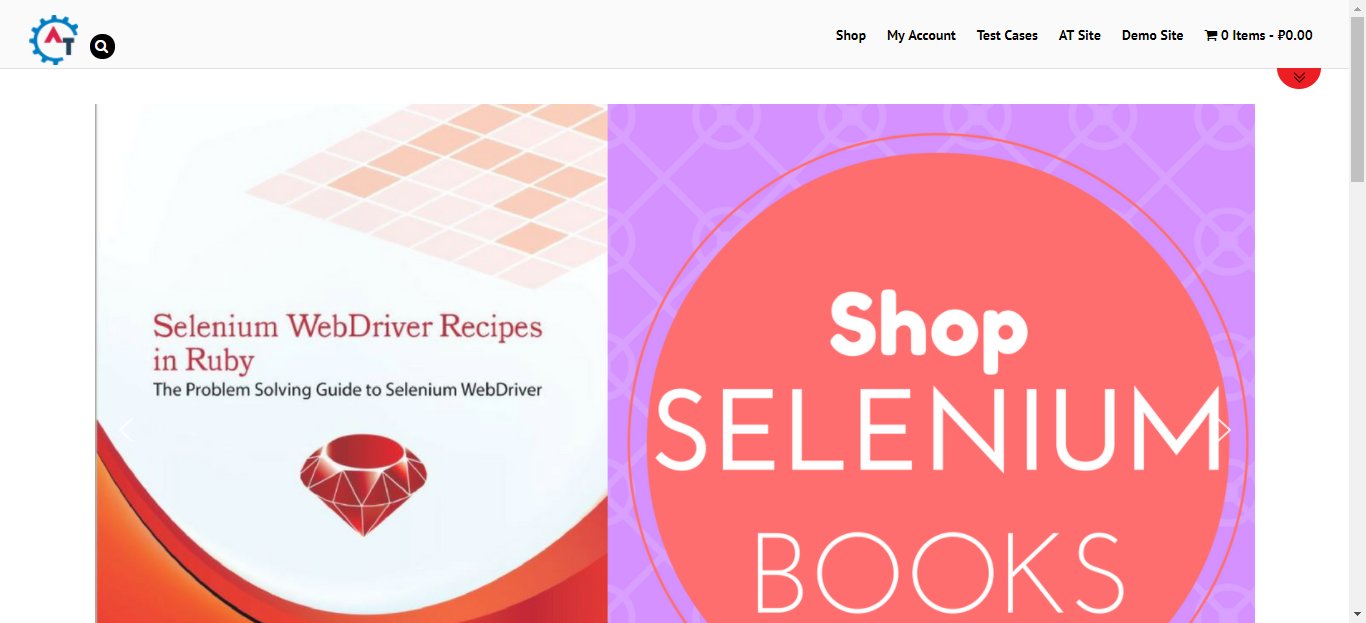 AT
Shop My Account Test Cases AT Site Demo Site 0 Items - ₽0.00
Selenium WebDriver Recipes
in Ruby
The Problem Solving Guide to Selenium WebDriver
Shop
SELENIUM
BOOKS